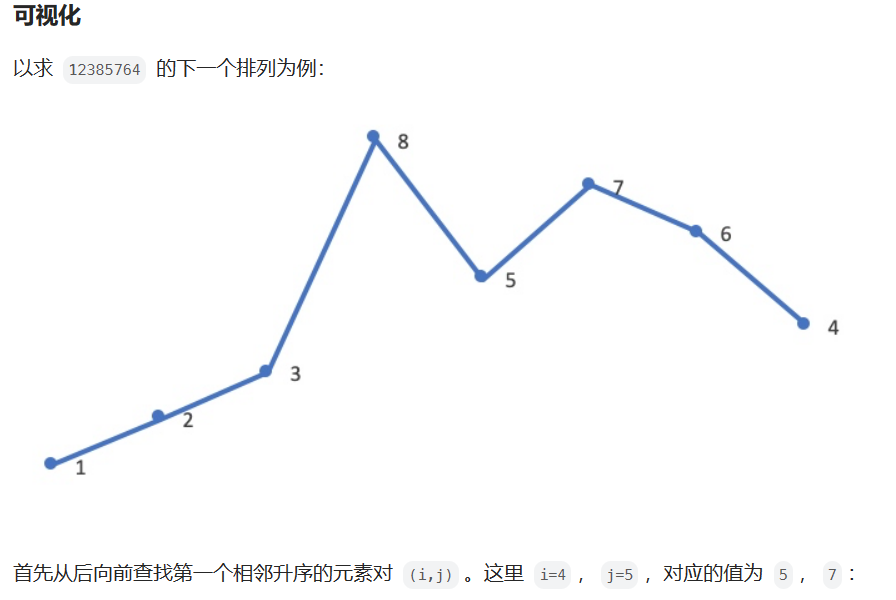 可视化
以求 12385764 的下一个排列为例：
8
7
6
5
4
3
2
1
首先从后向前查找第一个相邻升序的元素对 (i,j) 。这里 i=4 ， j=5 ，对应的值为 5 ， 7 ：